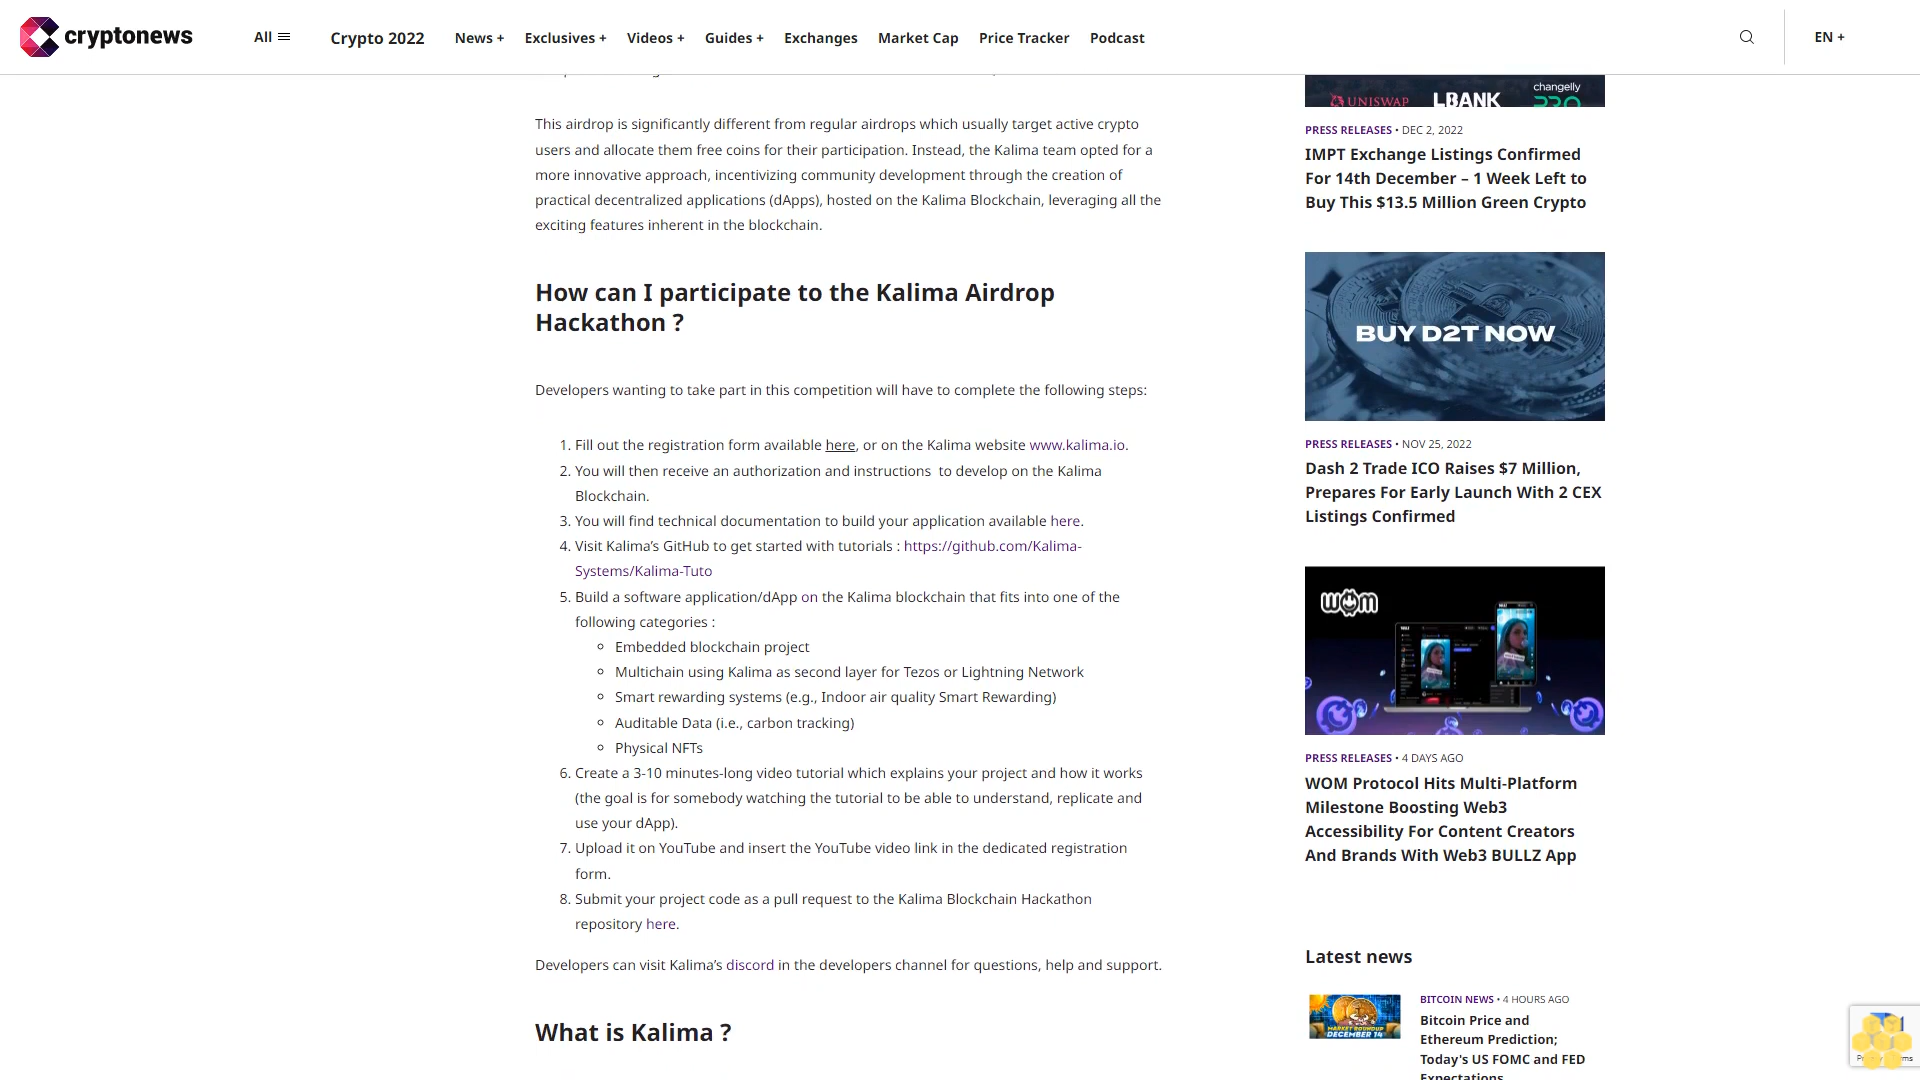 cryptonews
All
Crypto 2022
News +
Exclusives +
Videos +
Guides +
Exchanges
Market Cap
Price Tracker
Podcast
EN +
This airdrop is significantly different from regular airdrops which usually target active crypto
users and allocate them free coins for their participation. Instead, the Kalima team opted for a
more innovative approach, incentivizing community development through the creation of
practical decentralized applications (dApps), hosted on the Kalima Blockchain, leveraging all the
exciting features inherent in the blockchain.
How can I participate to the Kalima Airdrop
Hackathon ?
Developers wanting to take part in this competition will have to complete the following steps:
1. Fill out the registration form available here, or on the Kalima website www.kalima.io.
2. You will then receive an authorization and instructions  to develop on the Kalima
Blockchain.
3. You will find technical documentation to build your application available here.
4. Visit Kalima’s GitHub to get started with tutorials : https://github.com/Kalima-
Systems/Kalima-Tuto
5. Build a software application/dApp on the Kalima blockchain that fits into one of the
following categories :
Embedded blockchain project
Multichain using Kalima as second layer for Tezos or Lightning Network
Smart rewarding systems (e.g., Indoor air quality Smart Rewarding)
Auditable Data (i.e., carbon tracking)
Physical NFTs
6. Create a 3-10 minutes-long video tutorial which explains your project and how it works
(the goal is for somebody watching the tutorial to be able to understand, replicate and
use your dApp).
7. Upload it on YouTube and insert the YouTube video link in the dedicated registration
form.
8. Submit your project code as a pull request to the Kalima Blockchain Hackathon
repository here.
Developers can visit Kalima’s discord in the developers channel for questions, help and support.
What is Kalima ?
UNISWAP
LBANK
changelly
PRO
PRESS RELEASES • DEC 2, 2022
IMPT Exchange Listings Confirmed
For 14th December – 1 Week Left to
Buy This $13.5 Million Green Crypto
BUY D2T NOW
PRESS RELEASES • NOV 25, 2022
Dash 2 Trade ICO Raises $7 Million,
Prepares For Early Launch With 2 CEX
Listings Confirmed
WOM
PRESS RELEASES • 4 DAYS AGO
WOM Protocol Hits Multi-Platform
Milestone Boosting Web3
Accessibility For Content Creators
And Brands With Web3 BULLZ App
Latest news
MARKET ROUNDUP
DECEMBER 14
BITCOIN NEWS • 4 HOURS AGO
Bitcoin Price and
Ethereum Prediction;
Today's US FOMC and FED
Expectations